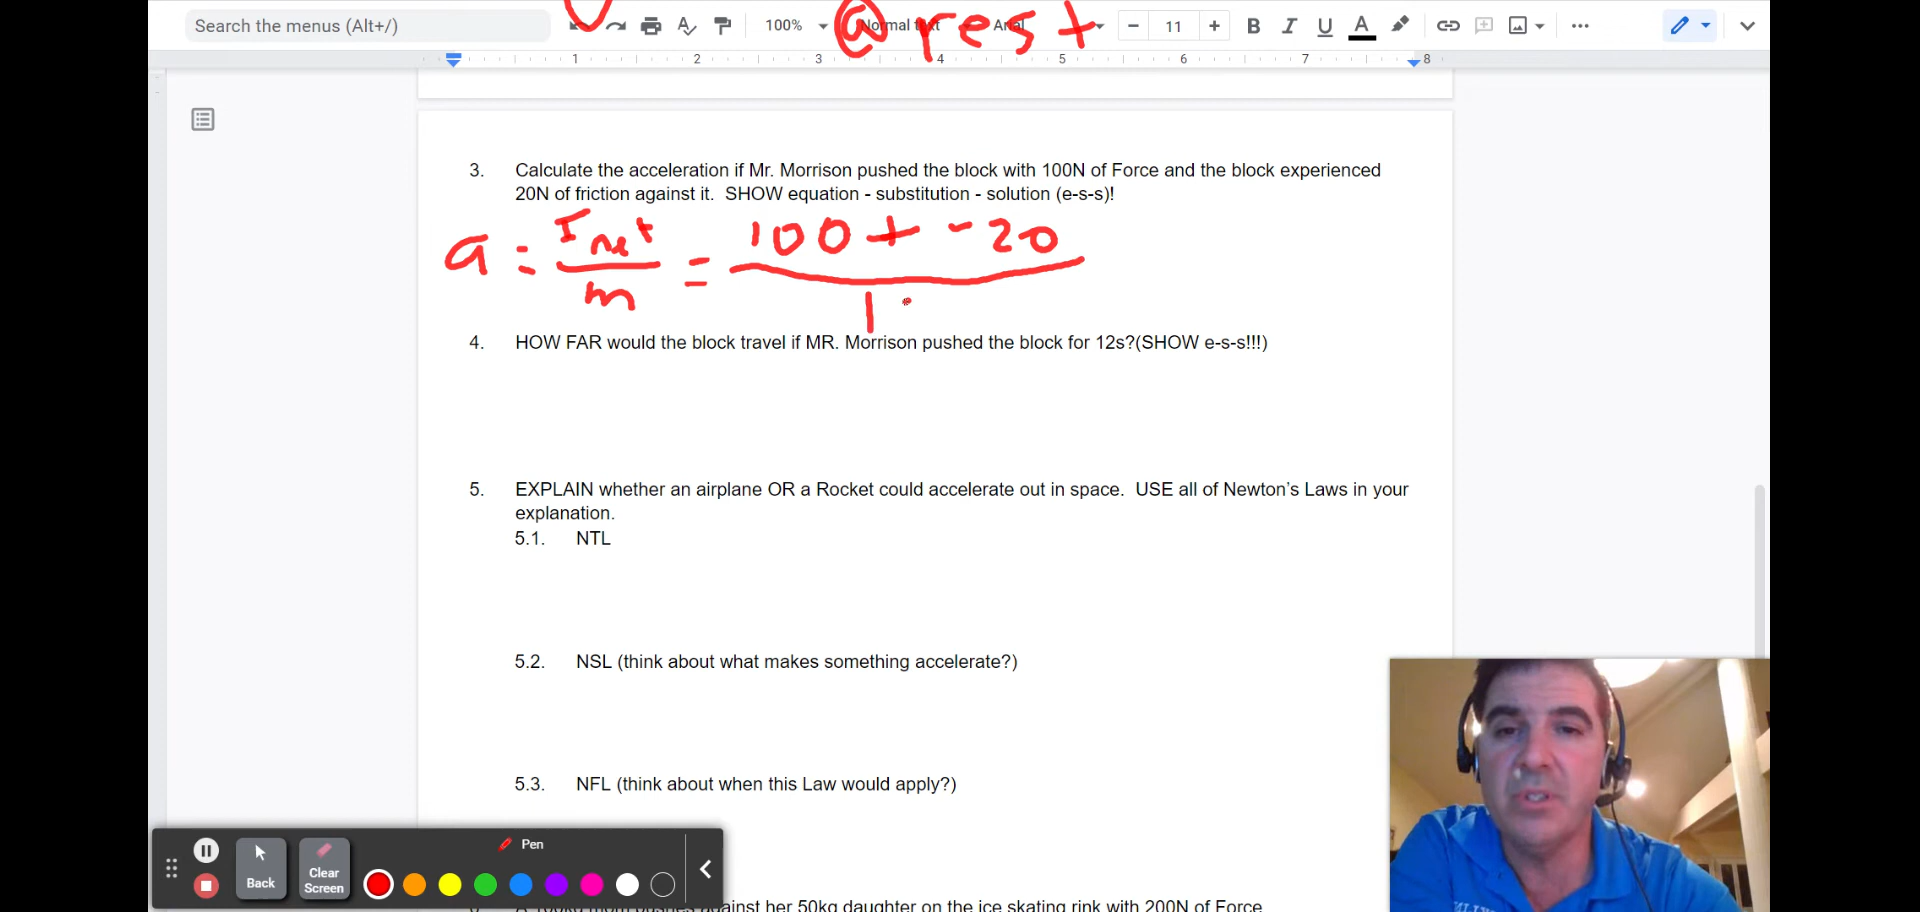 Search the menus (Alt+/)
100%
Normal text
Arial
11
B I U A
@ rest
1 2 3 4 5 6 7 8
3. Calculate the acceleration if Mr. Morrison pushed the block with 100N of Force and the block experienced
20N of friction against it. SHOW equation - substitution - solution (e-s-s)!
a = Fnet / m = 100 + -20 / 1
4. HOW FAR would the block travel if MR. Morrison pushed the block for 12s?(SHOW e-s-s!!!)
5. EXPLAIN whether an airplane OR a Rocket could accelerate out in space. USE all of Newton’s Laws in your
explanation.
5.1. NTL
5.2. NSL (think about what makes something accelerate?)
5.3. NFL (think about when this Law would apply?)
against her 50kg daughter on the ice skating rink with 200N of Force
Pen
Back
Clear
Screen